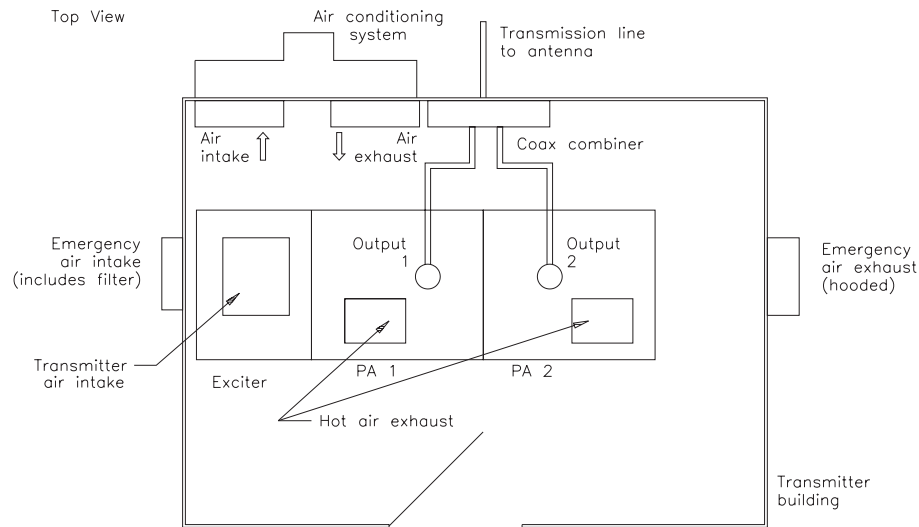 Top View
Air conditioning
system
Transmission line
to antenna
Air
intake
Air
exhaust
Coax combiner
Emergency
air intake
(includes filter)
Output
1
Output
2
Emergency
air exhaust
(hooded)
Transmitter
air intake
Exciter
PA 1
PA 2
Hot air exhaust
Transmitter
building